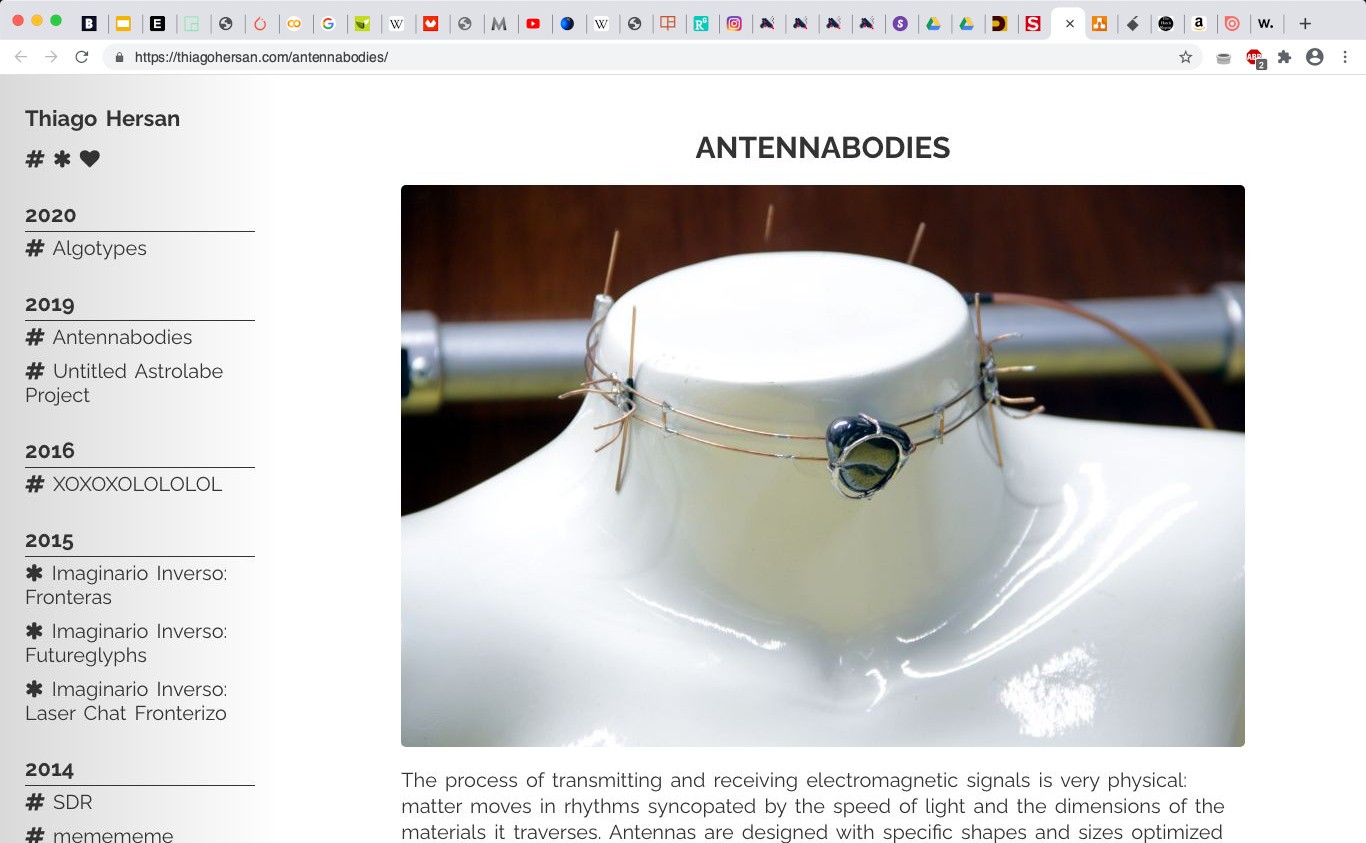 https://thiagohersan.com/antennabodies/
2
Thiago Hersan
# * ♥
2020
# Algotypes
2019
# Antennabodies
# Untitled Astrolabe
Project
2016
# XOXOXOLOLOLOL
2015
* Imaginario Inverso:
Fronteras
* Imaginario Inverso:
Futureglyphs
* Imaginario Inverso:
Laser Chat Fronterizo
2014
# SDR
# memememe
ANTENNABODIES
The process of transmitting and receiving electromagnetic signals is very physical:
matter moves in rhythms syncopated by the speed of light and the dimensions of the
materials it traverses. Antennas are designed with specific shapes and sizes optimized